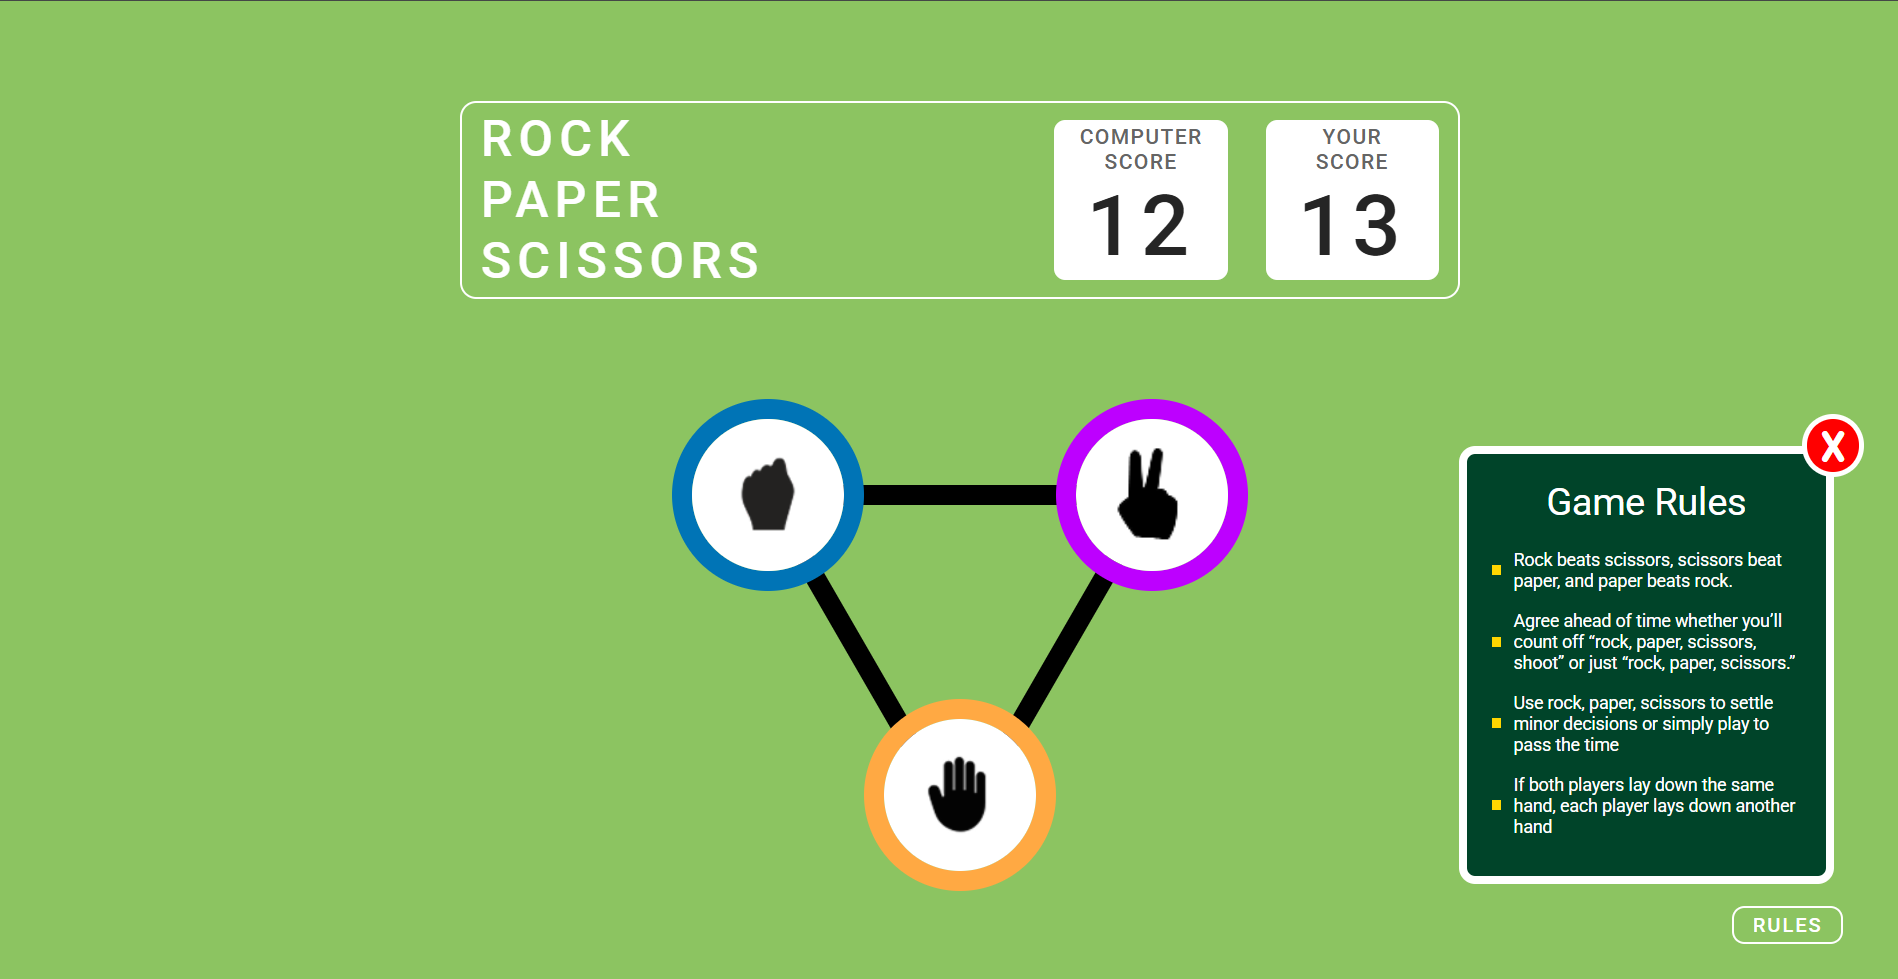 ROCK
PAPER
SCISSORS
COMPUTER
SCORE
12
YOUR
SCORE
13
X
Game Rules
Rock beats scissors, scissors beat
paper, and paper beats rock.
Agree ahead of time whether you’ll
count off “rock, paper, scissors,
shoot” or just “rock, paper, scissors.”
Use rock, paper, scissors to settle
minor decisions or simply play to
pass the time
If both players lay down the same
hand, each player lays down another
hand
RULES